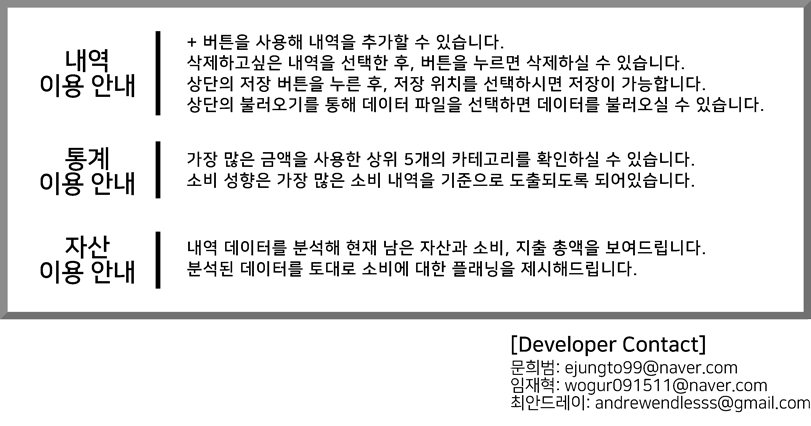 내역
이용 안내
+ 버튼을 사용해 내역을 추가할 수 있습니다.
삭제하고싶은 내역을 선택한 후, 버튼을 누르면 삭제하실 수 있습니다.
상단의 저장 버튼을 누른 후, 저장 위치를 선택하시면 저장이 가능합니다.
상단의 불러오기를 통해 데이터 파일을 선택하면 데이터를 불러오실 수 있습니다.
통계
이용 안내
가장 많은 금액을 사용한 상위 5개의 카테고리를 확인하실 수 있습니다.
소비 성향은 가장 많은 소비 내역을 기준으로 도출되도록 되어있습니다.
자산
이용 안내
내역 데이터를 분석해 현재 남은 자산과 소비, 지출 총액을 보여드립니다.
분석된 데이터를 토대로 소비에 대한 플래닝을 제시해드립니다.
[Developer Contact]
문희범: ejungto99@naver.com
임재혁: wogur091511@naver.com
최안드레이: andrewendlesss@gmail.com